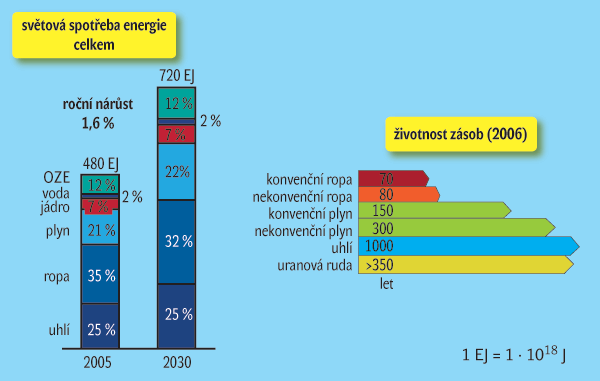 světová spotřeba energie
celkem
720 EJ
roční nárůst
1,6 %
12 %
2 %
7 %
22%
32 %
25 %
480 EJ
OZE
12 %
voda
2 %
jádro
7 %
plyn
21 %
ropa
35 %
uhlí
25 %
2005
2030
životnost zásob (2006)
konvenční ropa
70
nekonvenční ropa
80
konvenční plyn
150
nekonvenční plyn
300
uhlí
1000
uranová ruda
>350
let
1 EJ = 1 · 10¹⁸ J